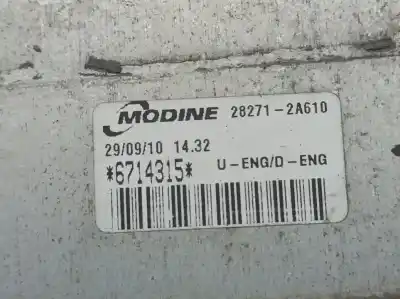 MODINE 28271-2A610
29/09/10 14.32
*6714315* U-ENG/D-ENG